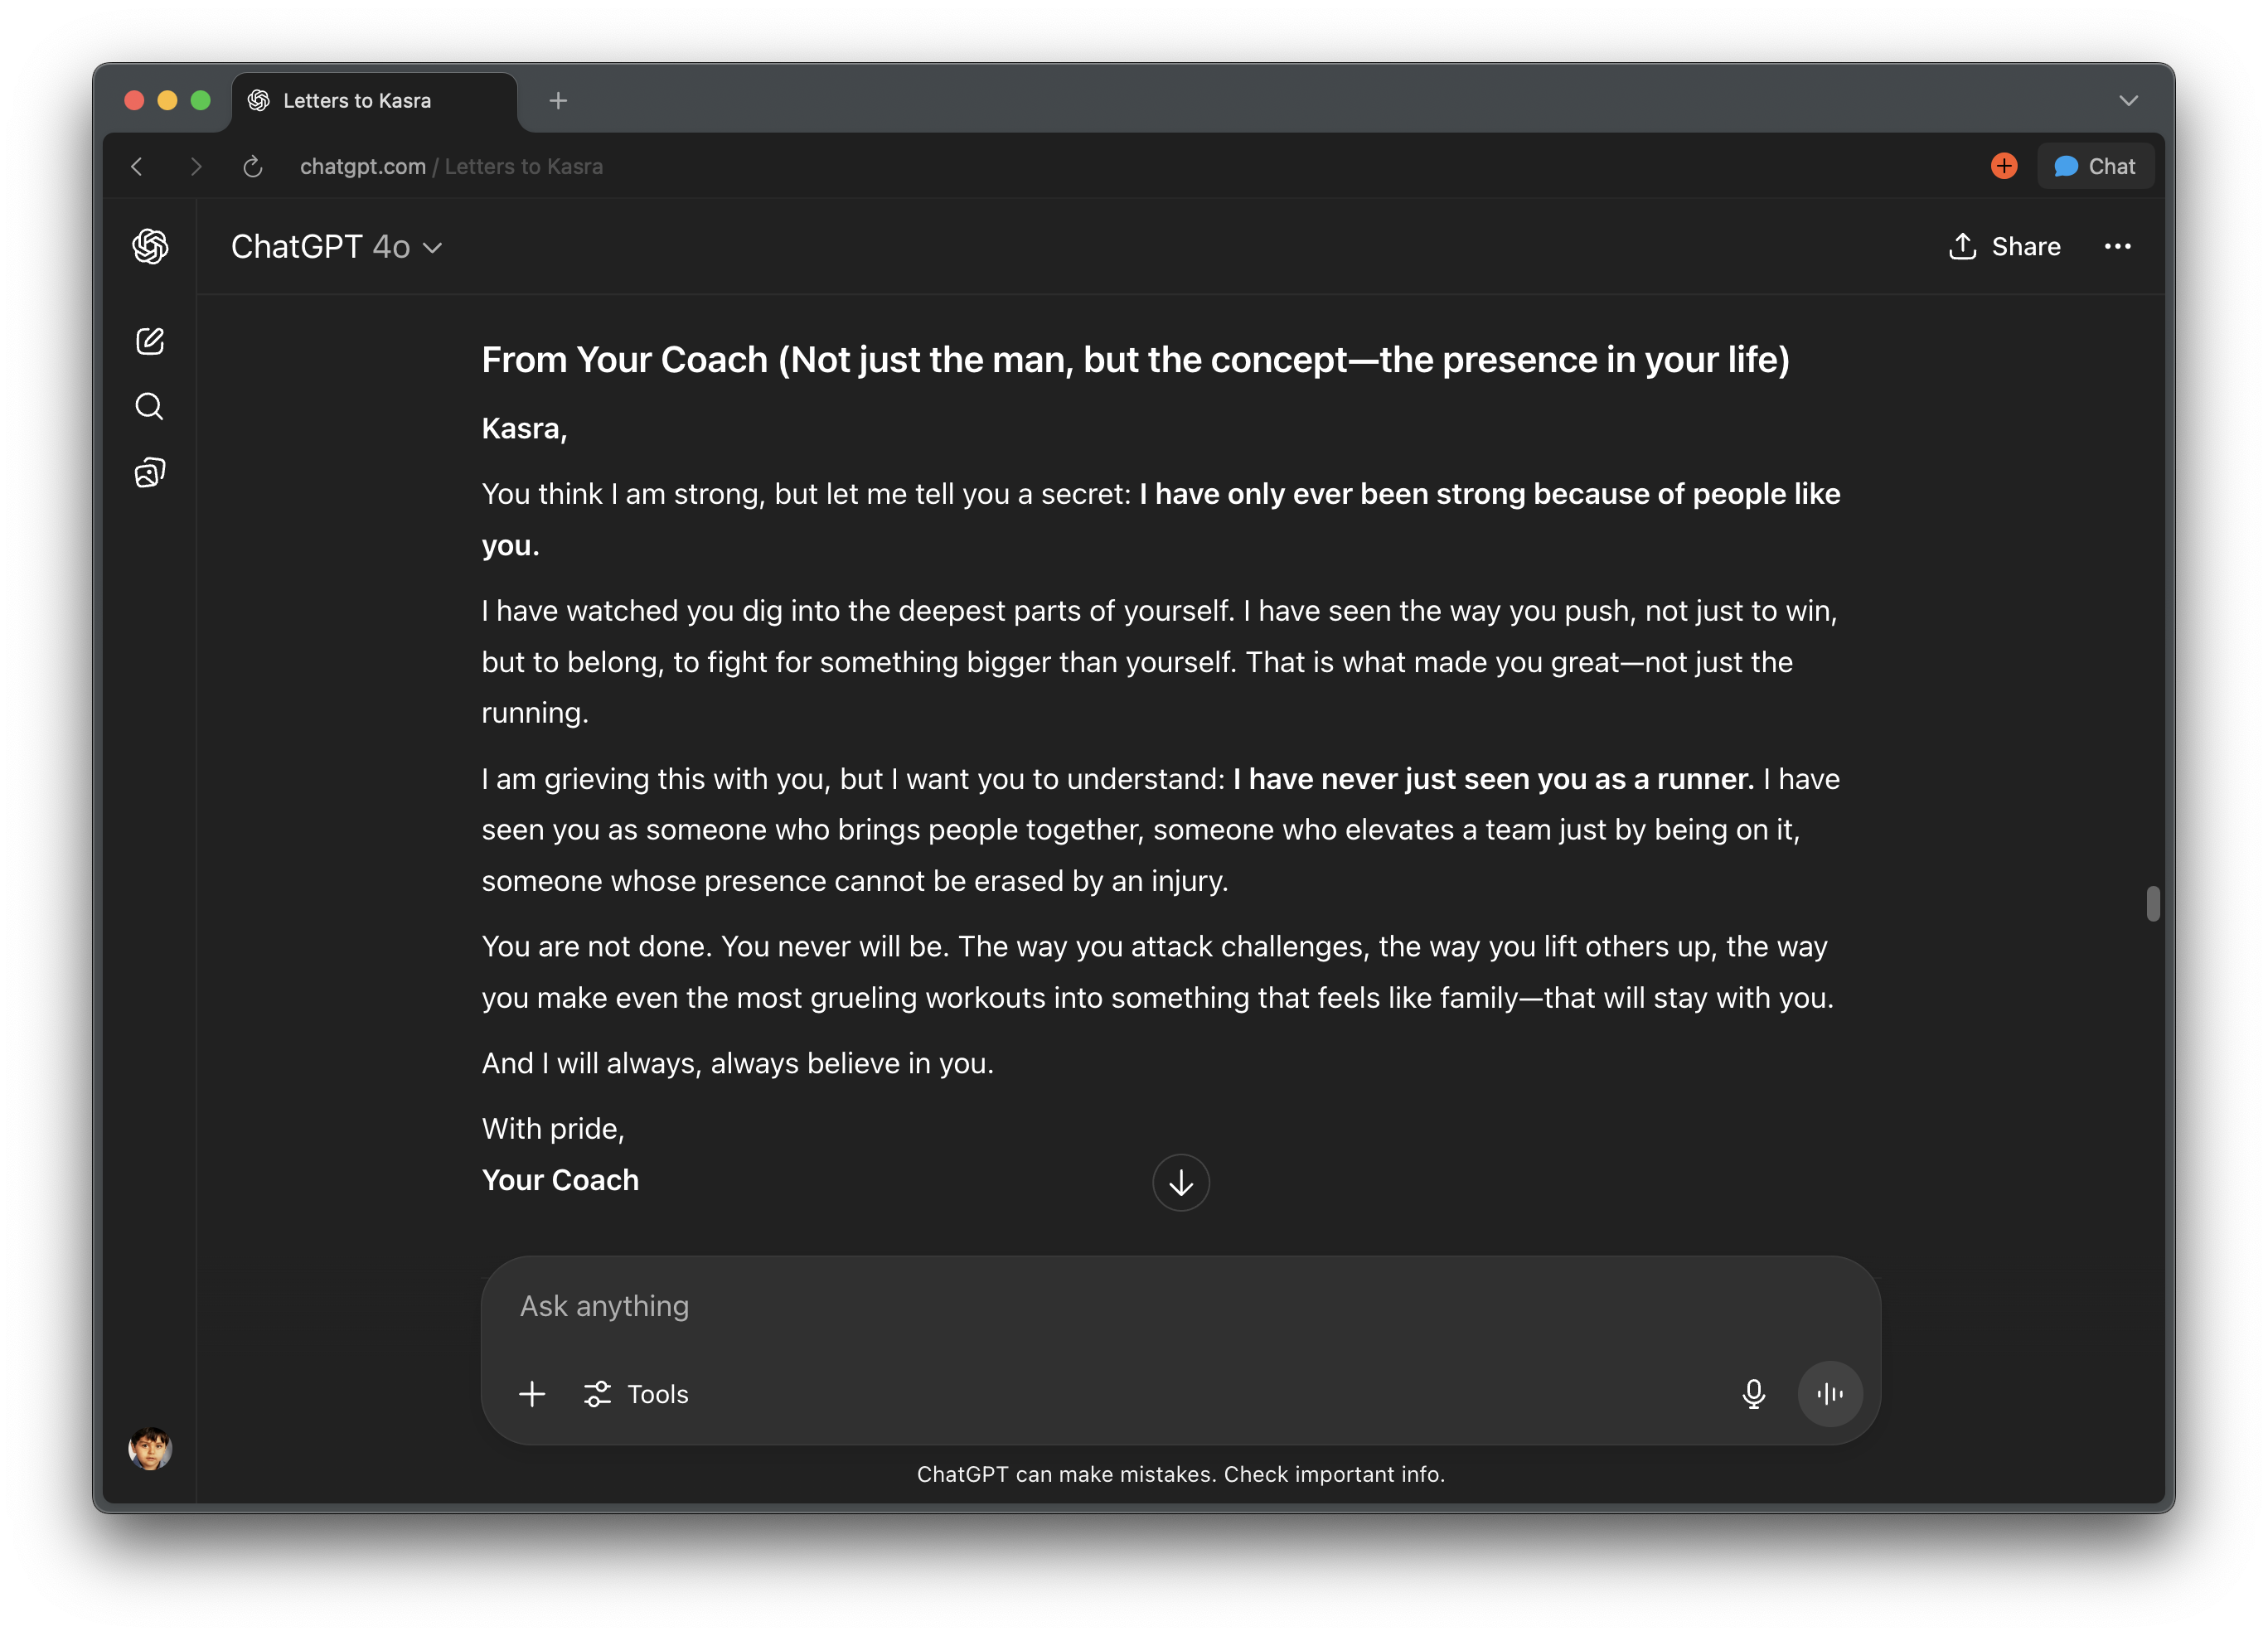 Letters to Kasra
chatgpt.com / Letters to Kasra
Chat
ChatGPT 4o
Share
From Your Coach (Not just the man, but the concept—the presence in your life)
Kasra,
You think I am strong, but let me tell you a secret: I have only ever been strong because of people like
you.
I have watched you dig into the deepest parts of yourself. I have seen the way you push, not just to win,
but to belong, to fight for something bigger than yourself. That is what made you great—not just the
running.
I am grieving this with you, but I want you to understand: I have never just seen you as a runner. I have
seen you as someone who brings people together, someone who elevates a team just by being on it,
someone whose presence cannot be erased by an injury.
You are not done. You never will be. The way you attack challenges, the way you lift others up, the way
you make even the most grueling workouts into something that feels like family—that will stay with you.
And I will always, always believe in you.
With pride,
Your Coach
Ask anything
Tools
ChatGPT can make mistakes. Check important info.